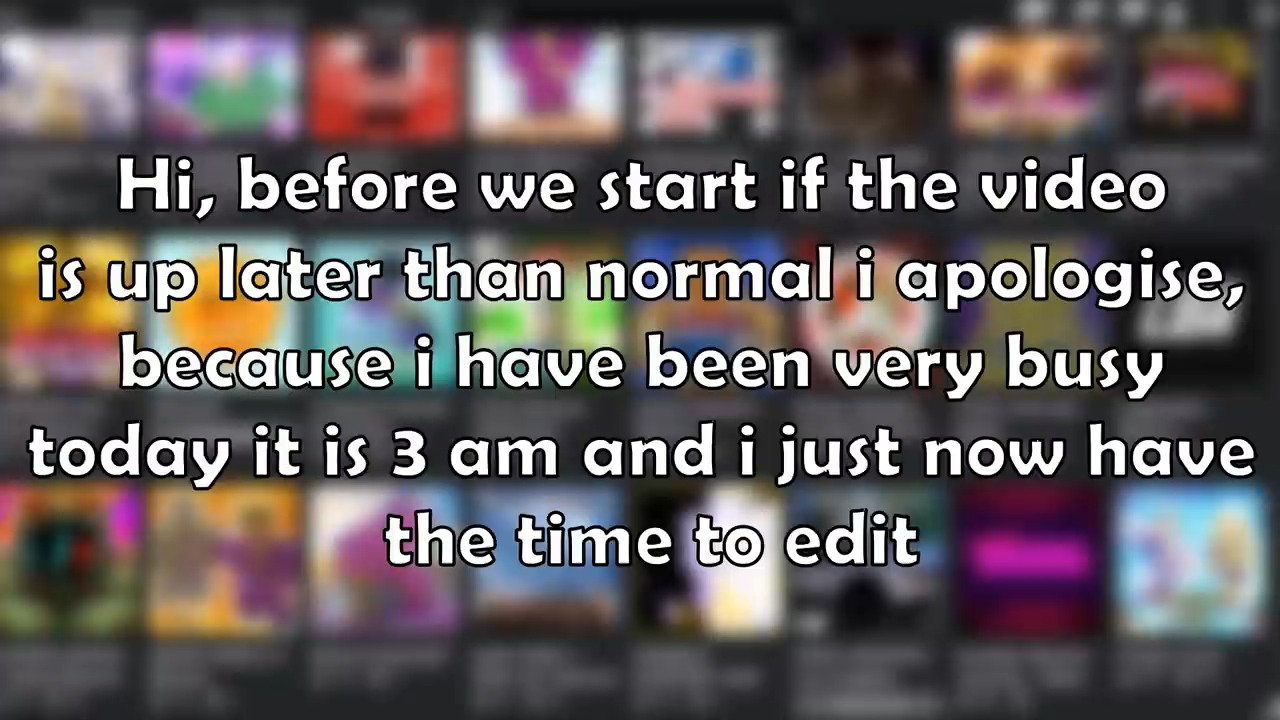 Hi, before we start if the video
is up later than normal i apologise,
because i have been very busy
today it is 3 am and i just now have
the time to edit